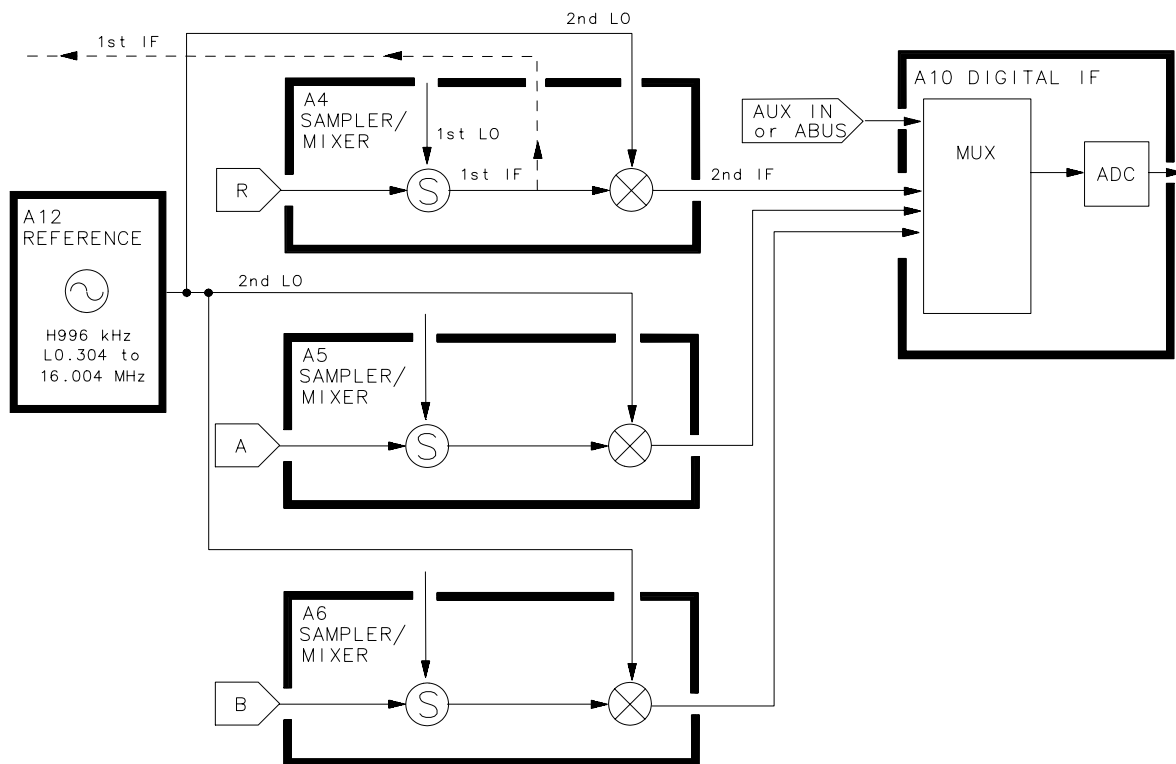 2nd LO
1st IF
A10 DIGITAL IF
A4
SAMPLER/
MIXER
AUX IN
or ABUS
1st LO
MUX
1st IF
2nd IF
ADC
R
S
A12
REFERENCE
2nd LO
H996 kHz
L0.304 to
16.004 MHz
A5
SAMPLER/
MIXER
A
S
A6
SAMPLER/
MIXER
B
S